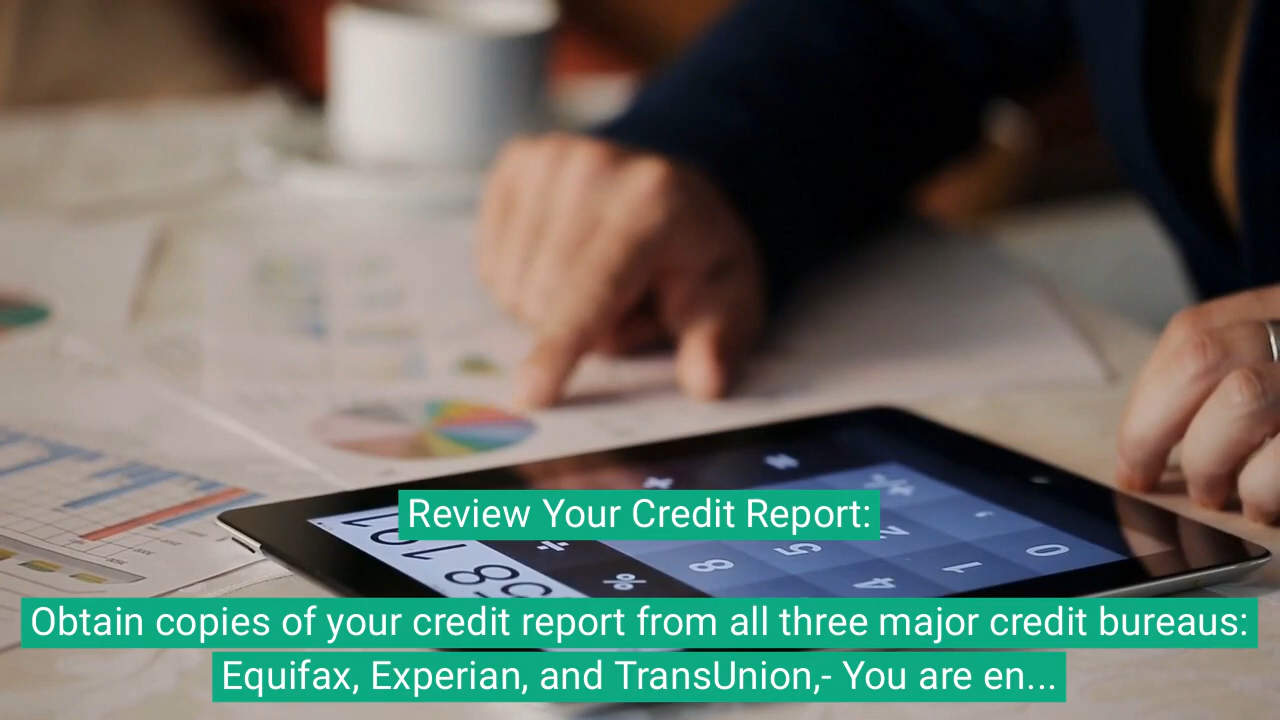 Review Your Credit Report:
Obtain copies of your credit report from all three major credit bureaus:
Equifax, Experian, and TransUnion,- You are en...